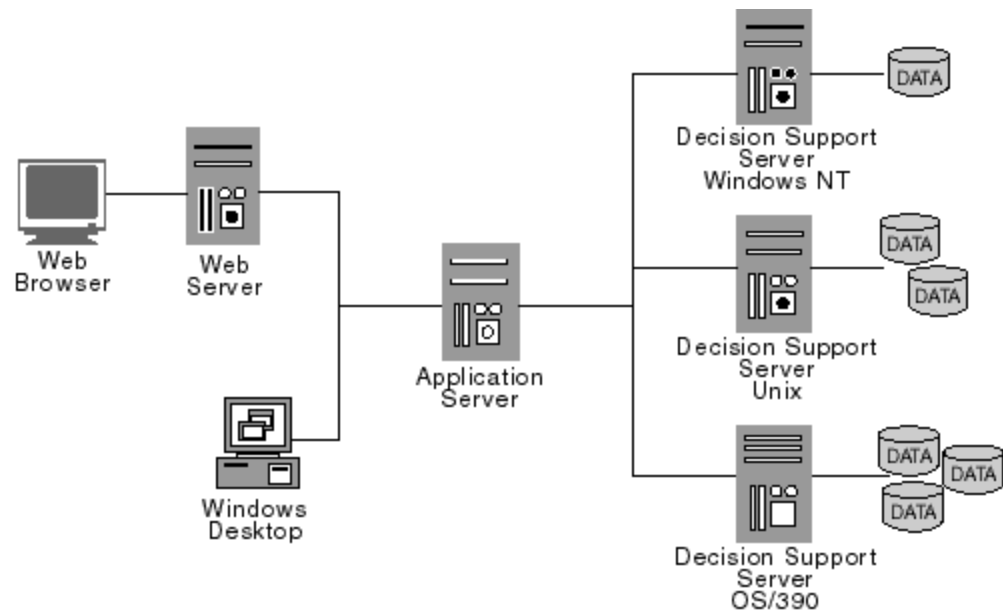 DATA
Decision Support
Server
Windows NT
Web
Browser
Web
Server
DATA
DATA
Decision Support
Server
Unix
Application
Server
Windows
Desktop
DATA
DATA
DATA
Decision Support
Server
OS/390